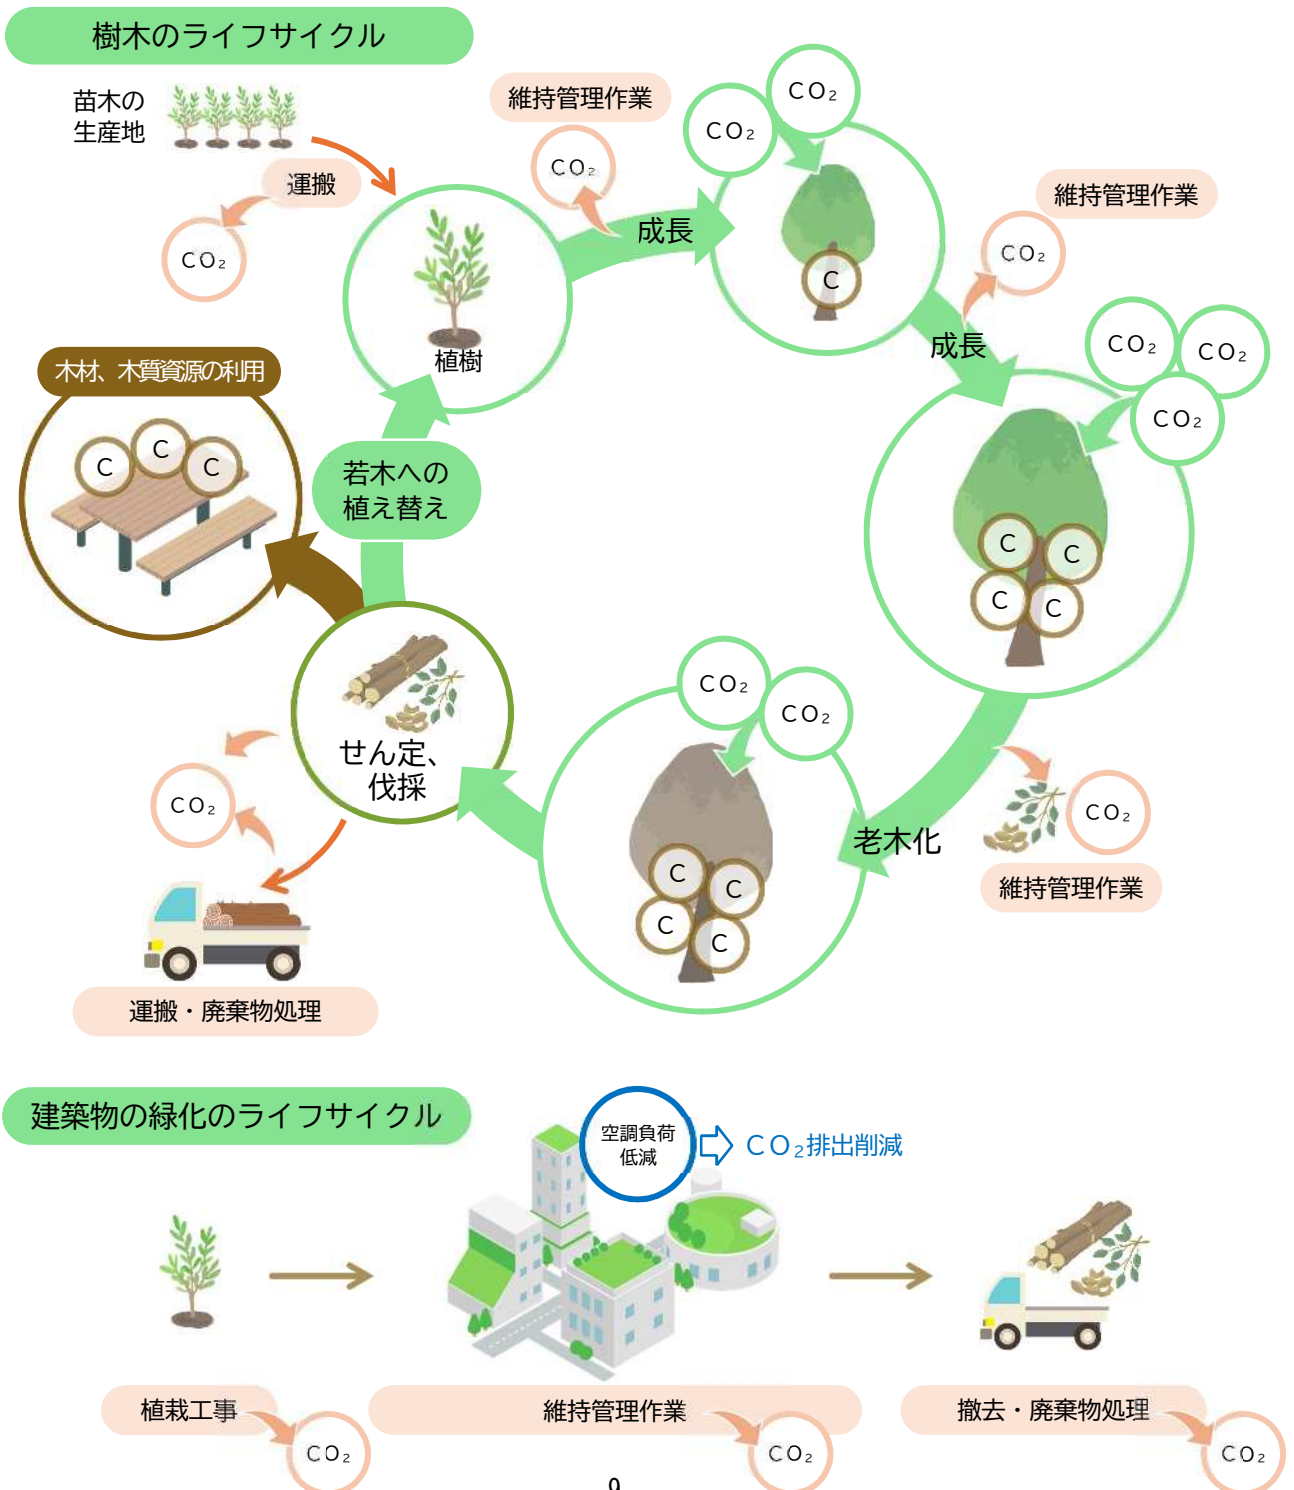 樹木のライフサイクル
苗木の
生産地
運搬
CO₂
維持管理作業
CO₂
成長
CO₂
CO₂
C
維持管理作業
CO₂
成長
CO₂
CO₂
CO₂
C
C
C
C
植樹
木材、木質資源の利用
C
C
C
若木への
植え替え
老木化
CO₂
維持管理作業
CO₂
CO₂
C
C
C
C
せん定、
伐採
CO₂
運搬・廃棄物処理
建築物の緑化のライフサイクル
空調負荷
低減
CO₂排出削減
植栽工事
CO₂
維持管理作業
CO₂
撤去・廃棄物処理
CO₂